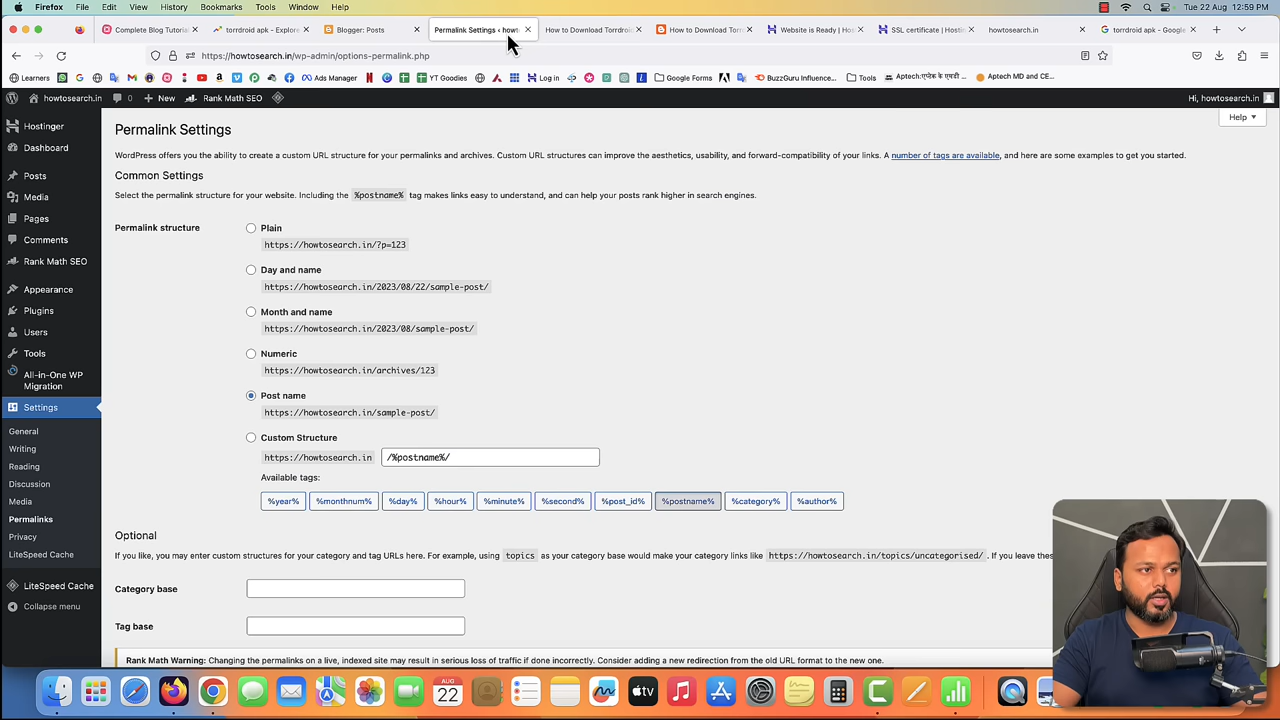 Firefox File Edit View History Bookmarks Tools Window Help Tue 22 Aug 12:59 PM
Complete Blog Tutorial torrdroid apk - Explore Blogger: Posts Permalink Settings ‹ howto How to Download Torrdroid How to Download Torrdr Website is Ready | Hos SSL certificate | Hostin howtosearch.in torrdroid apk - Google
https://howtosearch.in/wp-admin/options-permalink.php
Learners Ads Manager YT Goodies Log in Google Forms BuzzGuru Influence... Tools Aptech:एप्टेक के एमडी ... Aptech MD and CE...
howtosearch.in 0 New Rank Math SEO Hi, howtosearch.in
Help
Hostinger
Dashboard
Posts
Media
Pages
Comments
Rank Math SEO
Appearance
Plugins
Users
Tools
All-in-One WP
Migration
Settings
General
Writing
Reading
Discussion
Media
Permalinks
Privacy
LiteSpeed Cache
LiteSpeed Cache
Collapse menu
Permalink Settings
WordPress offers you the ability to create a custom URL structure for your permalinks and archives. Custom URL structures can improve the aesthetics, usability, and forward-compatibility of your links. A number of tags are available, and here are some examples to get you started.
Common Settings
Select the permalink structure for your website. Including the %postname% tag makes links easy to understand, and can help your posts rank higher in search engines.
Permalink structure
Plain
https://howtosearch.in/?p=123
Day and name
https://howtosearch.in/2023/08/22/sample-post/
Month and name
https://howtosearch.in/2023/08/sample-post/
Numeric
https://howtosearch.in/archives/123
Post name
https://howtosearch.in/sample-post/
Custom Structure
https://howtosearch.in /%postname%/
Available tags:
%year% %monthnum% %day% %hour% %minute% %second% %post_id% %postname% %category% %author%
Optional
If you like, you may enter custom structures for your category and tag URLs here. For example, using topics as your category base would make your category links like https://howtosearch.in/topics/uncategorised/ . If you leave these
Category base
Tag base
Rank Math Warning: Changing the permalinks on a live, indexed site may result in serious loss of traffic if done incorrectly. Consider adding a new redirection from the old URL format to the new one.
AUG
22
tv